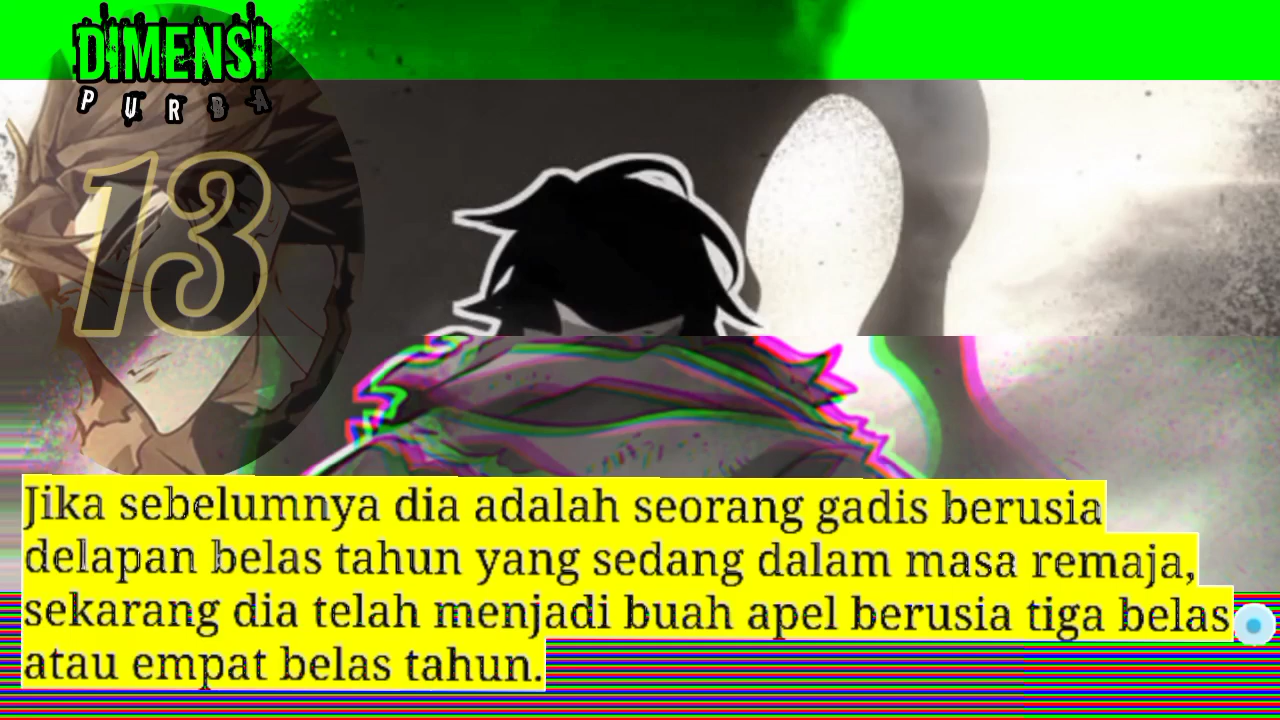 DIMENSI
PURBA
13
Jika sebelumnya dia adalah seorang gadis berusia
delapan belas tahun yang sedang dalam masa remaja,
sekarang dia telah menjadi buah apel berusia tiga belas
atau empat belas tahun.